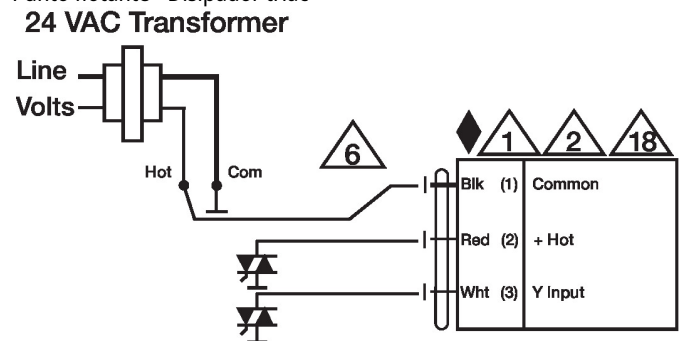 24 VAC Transformer
Line
Volts
Hot
Com
6
1
2
18
Blk (1) Common
Red (2) + Hot
Wht (3) Y Input